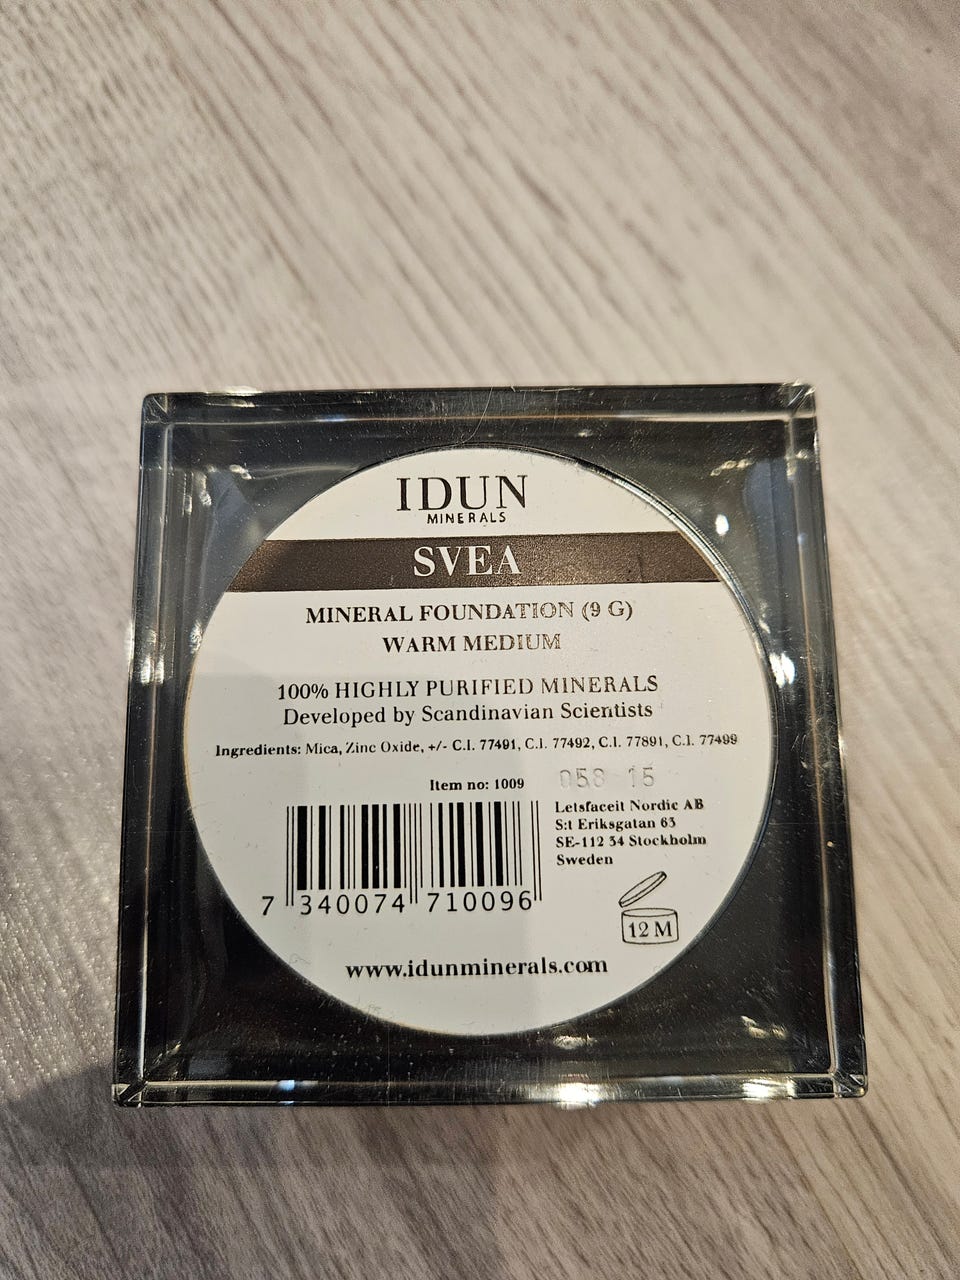 IDUN
MINERALS
SVEA
MINERAL FOUNDATION (9 G)
WARM MEDIUM
100% HIGHLY PURIFIED MINERALS
Developed by Scandinavian Scientists
Ingredients: Mica, Zinc Oxide, +/- C.I. 77491, C.I. 77492, C.I. 77891, C.I. 77499
Item no: 1009
058 15
Letsfaceit Nordic AB
S:t Eriksgatan 63
SE-112 34 Stockholm
Sweden
7 340074 710096
12 M
www.idunminerals.com